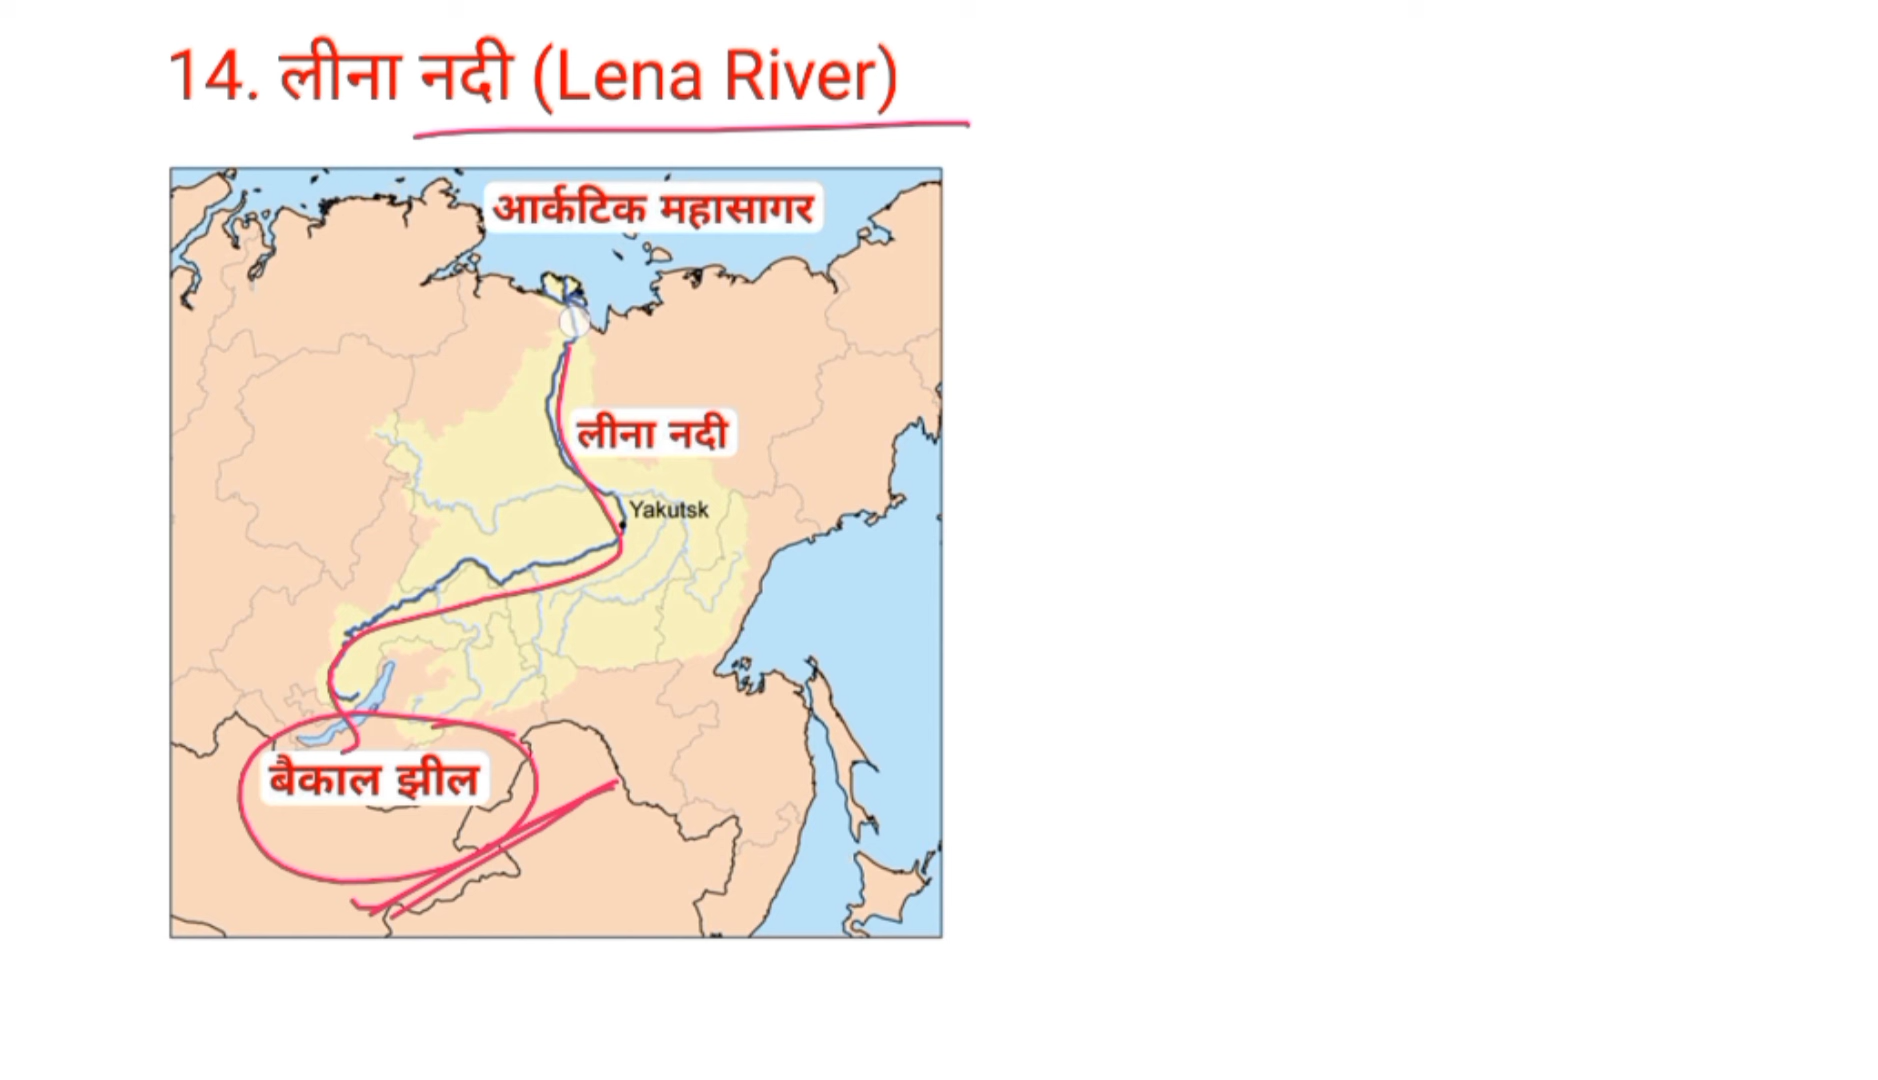 14. लीना नदी (Lena River)
आर्कटिक महासागर
लीना नदी
Yakutsk
बैकाल झील